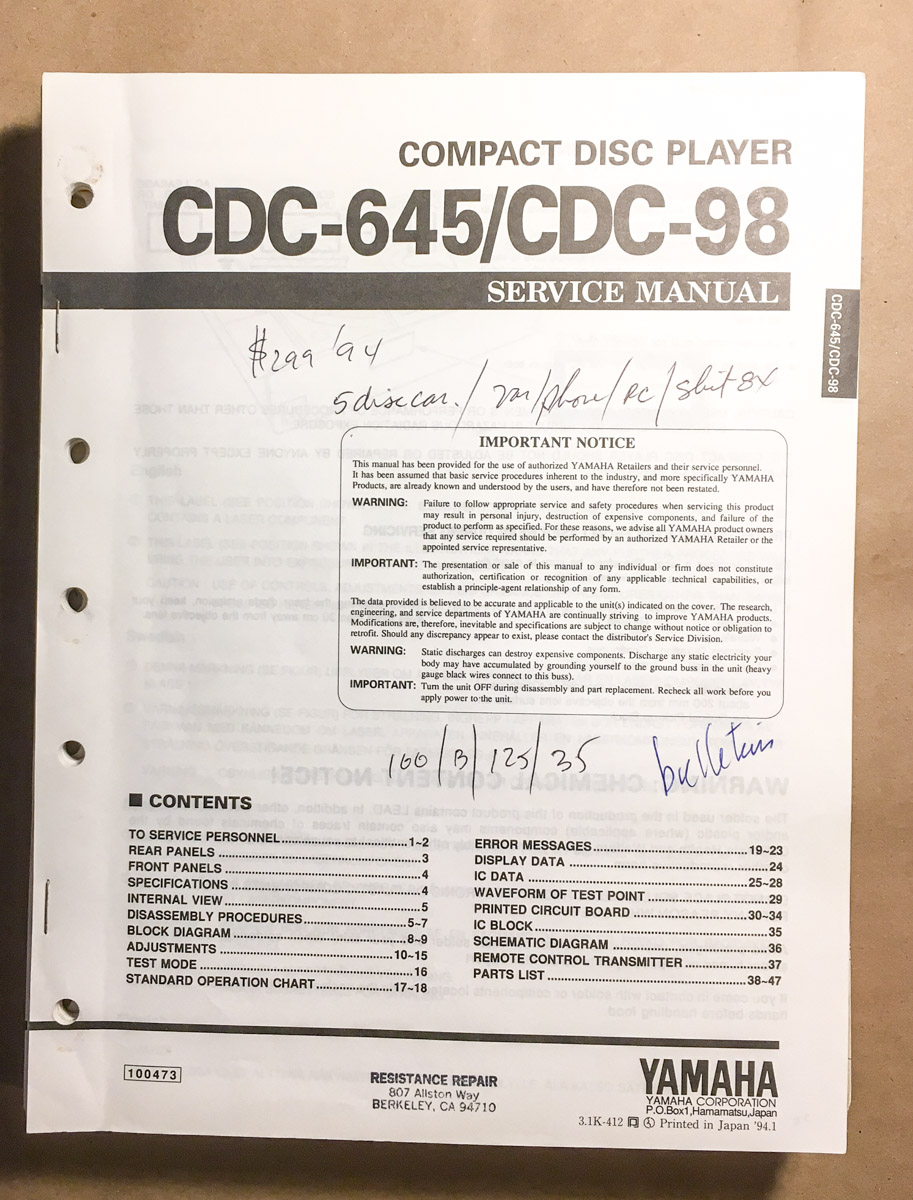 COMPACT DISC PLAYER
CDC-645/CDC-98
SERVICE MANUAL
CDC-645/CDC-98
$299 '94
5 disc car. / var/phone/RC/8bit 8x
IMPORTANT NOTICE
This manual has been provided for the use of authorized YAMAHA Retailers and their service personnel.
It has been assumed that basic service procedures inherent to the industry, and more specifically YAMAHA
Products, are already known and understood by the users, and have therefore not been restated.
WARNING: Failure to follow appropriate service and safety procedures when servicing this product
may result in personal injury, destruction of expensive components, and failure of the
product to perform as specified. For these reasons, we advise all YAMAHA product owners
that any service required should be performed by an authorized YAMAHA Retailer or the
appointed service representative.
IMPORTANT: The presentation or sale of this manual to any individual or firm does not constitute
authorization, certification or recognition of any applicable technical capabilities, or
establish a principle-agent relationship of any form.
The data provided is believed to be accurate and applicable to the unit(s) indicated on the cover. The research,
engineering, and service departments of YAMAHA are continually striving to improve YAMAHA products.
Modifications are, therefore, inevitable and specifications are subject to change without notice or obligation to
retrofit. Should any discrepancy appear to exist, please contact the distributor's Service Division.
WARNING: Static discharges can destroy expensive components. Discharge any static electricity your
body may have accumulated by grounding yourself to the ground buss in the unit (heavy
gauge black wires connect to this buss).
IMPORTANT: Turn the unit OFF during disassembly and part replacement. Recheck all work before you
apply power to the unit.
100/B/125/35
bulletin
■ CONTENTS
TO SERVICE PERSONNEL ... 1~2
REAR PANELS ... 3
FRONT PANELS ... 4
SPECIFICATIONS ... 4
INTERNAL VIEW ... 5
DISASSEMBLY PROCEDURES ... 5~7
BLOCK DIAGRAM ... 8~9
ADJUSTMENTS ... 10~15
TEST MODE ... 16
STANDARD OPERATION CHART ... 17~18
ERROR MESSAGES ... 19~23
DISPLAY DATA ... 24
IC DATA ... 25~28
WAVEFORM OF TEST POINT ... 29
PRINTED CIRCUIT BOARD ... 30~34
IC BLOCK ... 35
SCHEMATIC DIAGRAM ... 36
REMOTE CONTROL TRANSMITTER ... 37
PARTS LIST ... 38~47
100473
RESISTANCE REPAIR
807 Allston Way
BERKELEY, CA 94710
YAMAHA
YAMAHA CORPORATION
P.O.Box1, Hamamatsu, Japan
3.1K-412 Printed in Japan '94.1